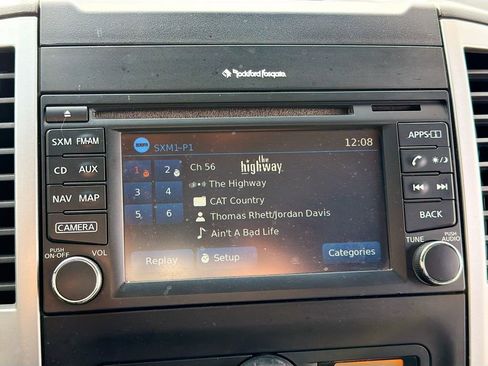 Rockford Fosgate
SXM FM·AM
CD AUX
NAV MAP
CAMERA
PUSH
ON·OFF
VOL
SXM1-P1
12:08
1 2
3 4
5 6
Ch 56
the
highway
The Highway
CAT Country
Thomas Rhett/Jordan Davis
Ain't A Bad Life
Replay
Setup
Categories
APPS·
BACK
TUNE
PUSH
AUDIO